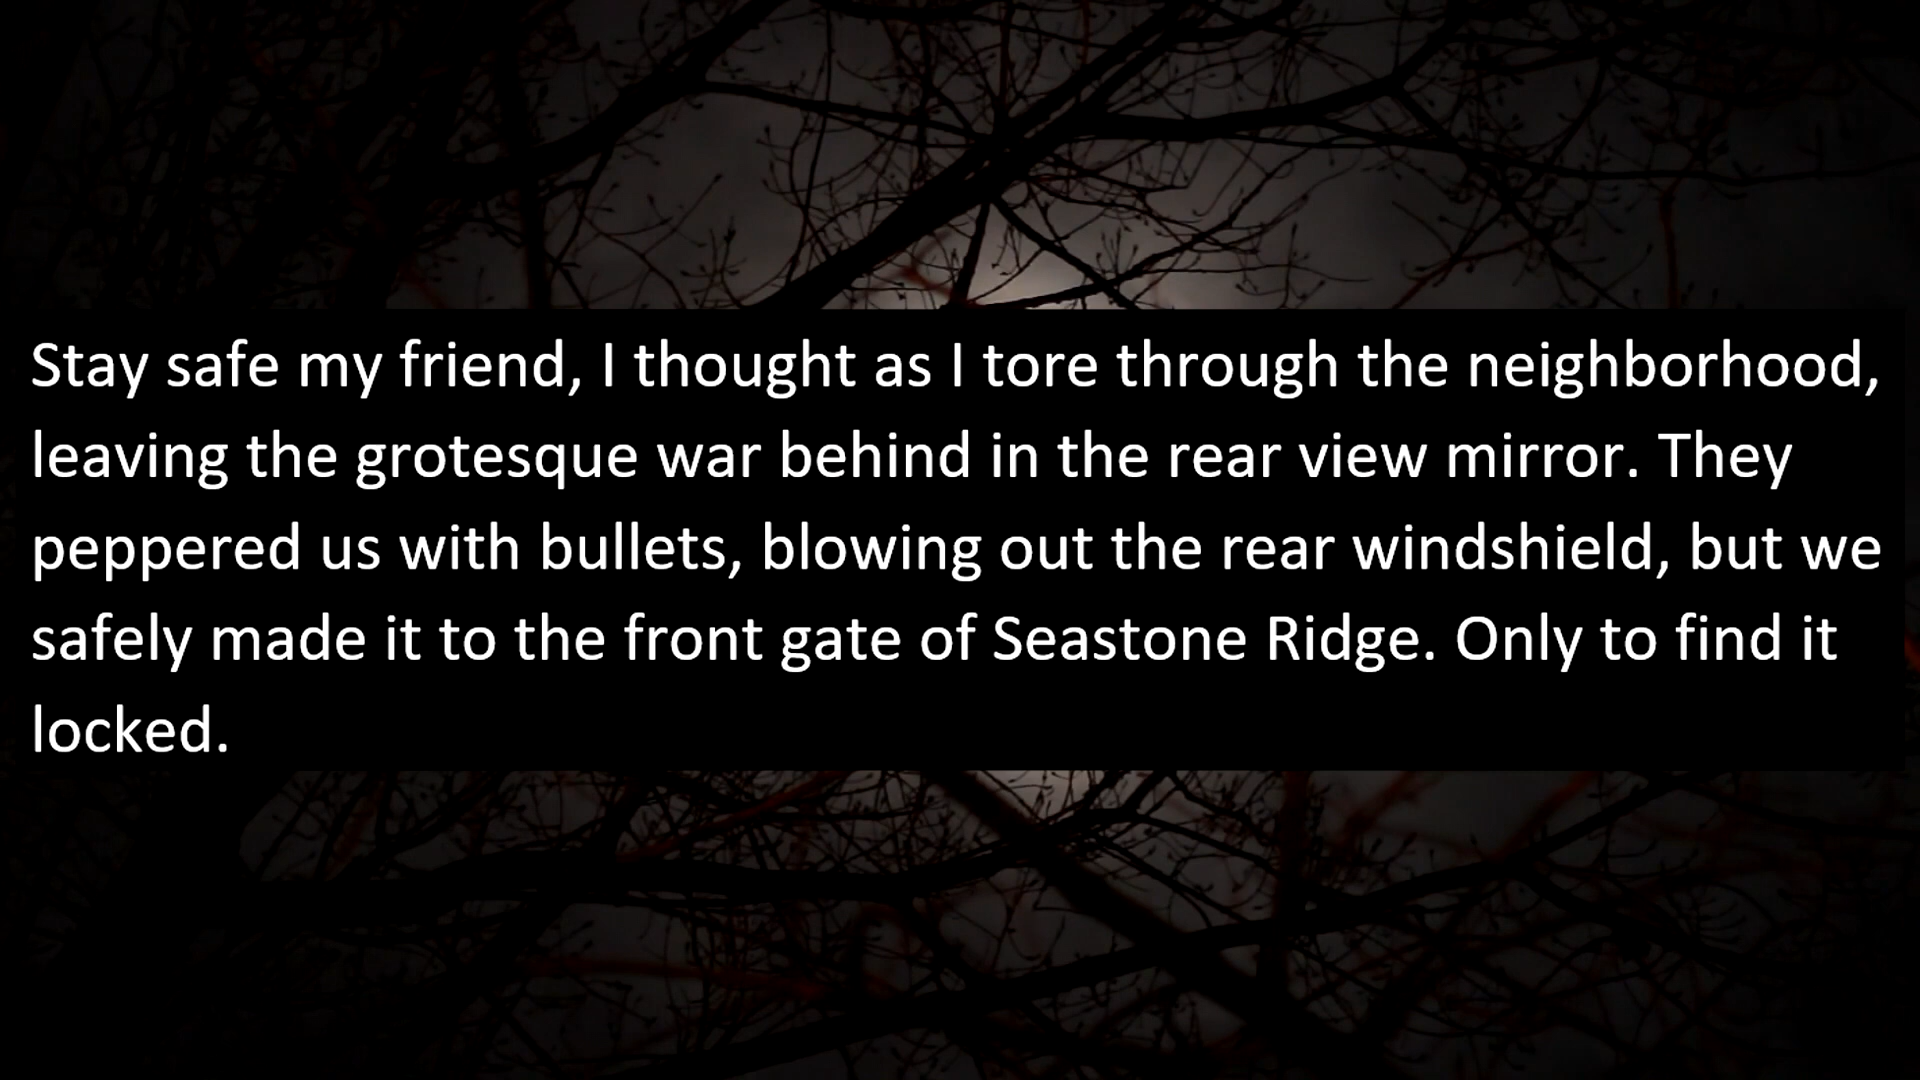 Stay safe my friend, I thought as I tore through the neighborhood,
leaving the grotesque war behind in the rear view mirror. They
peppered us with bullets, blowing out the rear windshield, but we
safely made it to the front gate of Seastone Ridge. Only to find it
locked.